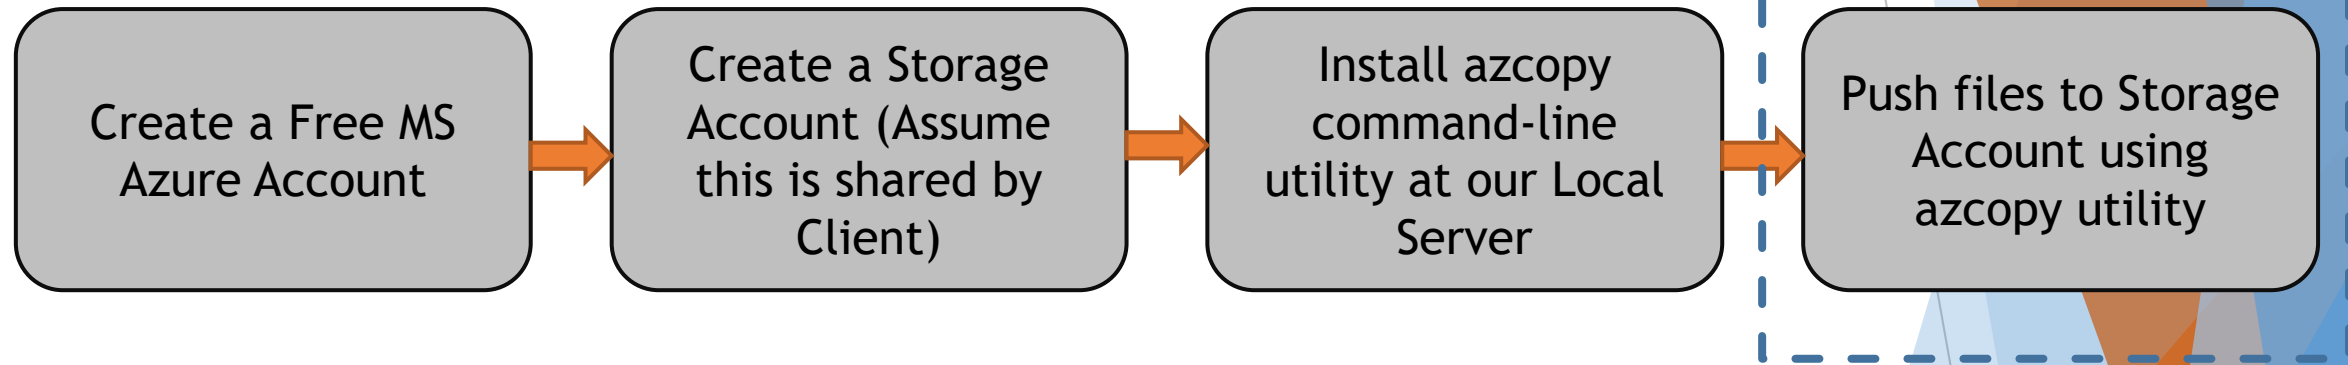 Create a Free MS
Azure Account
Create a Storage
Account (Assume
this is shared by
Client)
Install azcopy
command-line
utility at our Local
Server
Push files to Storage
Account using
azcopy utility